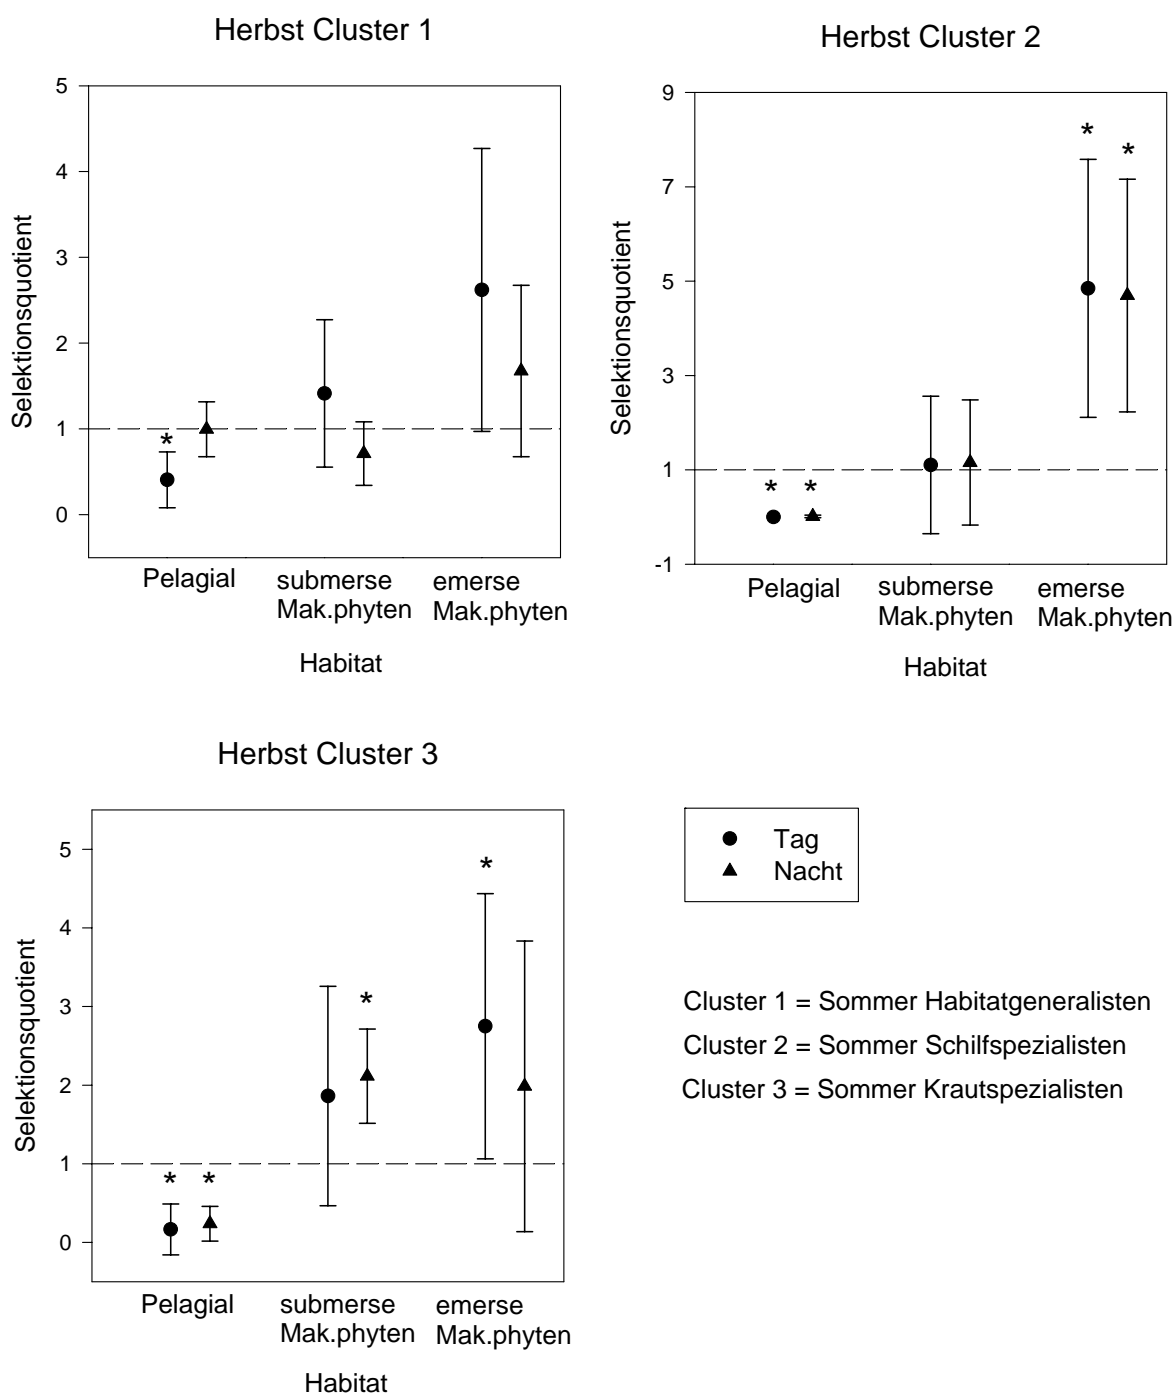 Herbst Cluster 1
5
4
3
2
1
0
Selektionsquotient
*
Pelagial
submerse
Mak.phyten
emerse
Mak.phyten
Habitat
Herbst Cluster 2
9
7
5
3
1
-1
Selektionsquotient
* *
* *
Pelagial
submerse
Mak.phyten
emerse
Mak.phyten
Habitat
Herbst Cluster 3
5
4
3
2
1
0
Selektionsquotient
* *
*
*
Pelagial
submerse
Mak.phyten
emerse
Mak.phyten
Habitat
Tag
Nacht
Cluster 1 = Sommer Habitatgeneralisten
Cluster 2 = Sommer Schilfspezialisten
Cluster 3 = Sommer Krautspezialisten